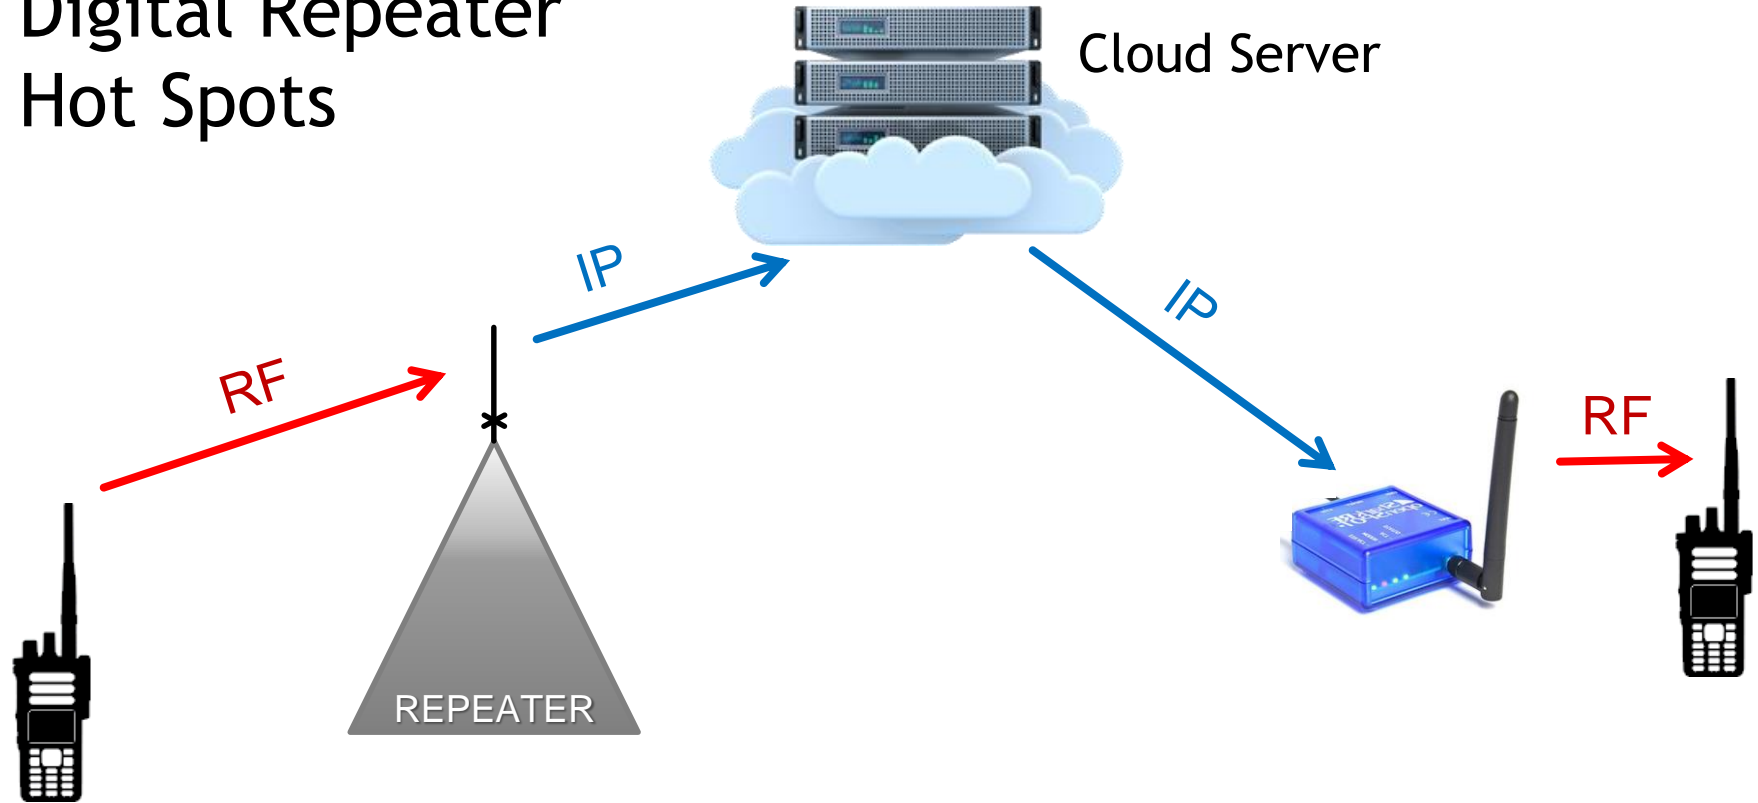 Digital Repeater
Hot Spots
Cloud Server
IP
IP
RF
RF
REPEATER